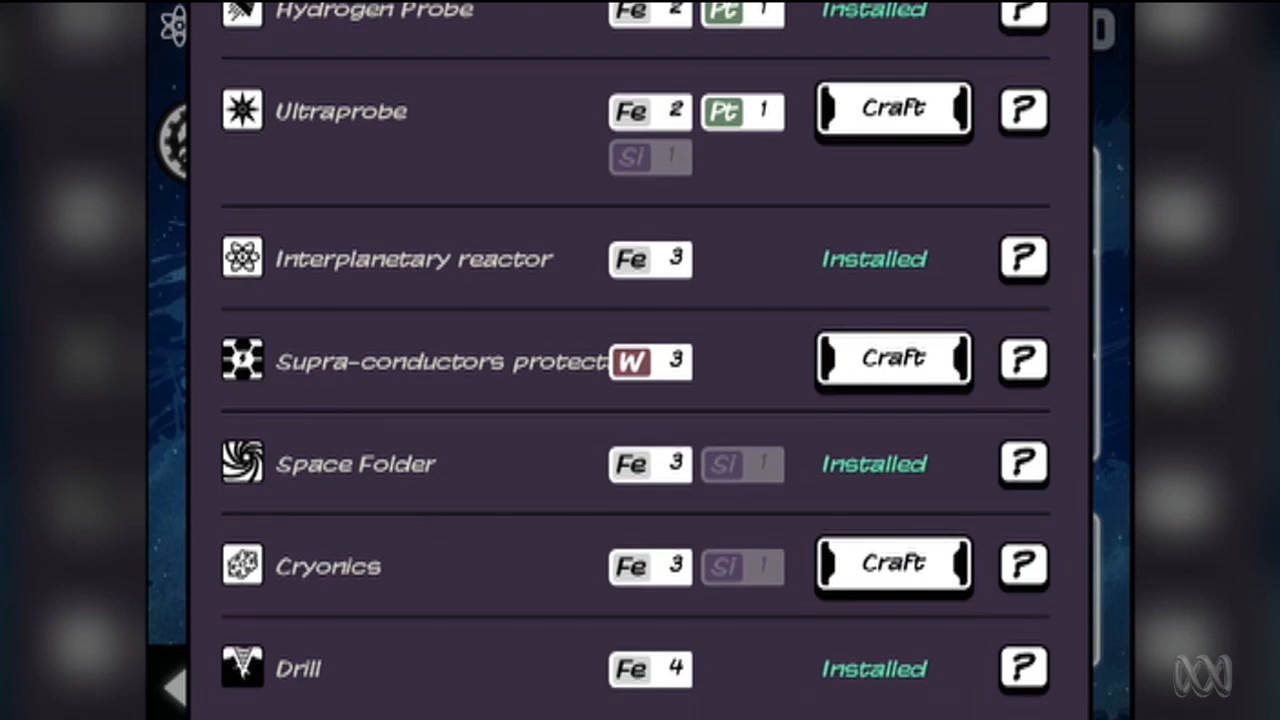 Hydrogen Probe Fe 2 Pt 1 Installed ?
Ultraprobe Fe 2 Pt 1 Craft ?
Si 1
Interplanetary reactor Fe 3 Installed ?
Supra-conductors protect W 3 Craft ?
Space Folder Fe 3 Si 1 Installed ?
Cryonics Fe 3 Si 1 Craft ?
Drill Fe 4 Installed ?